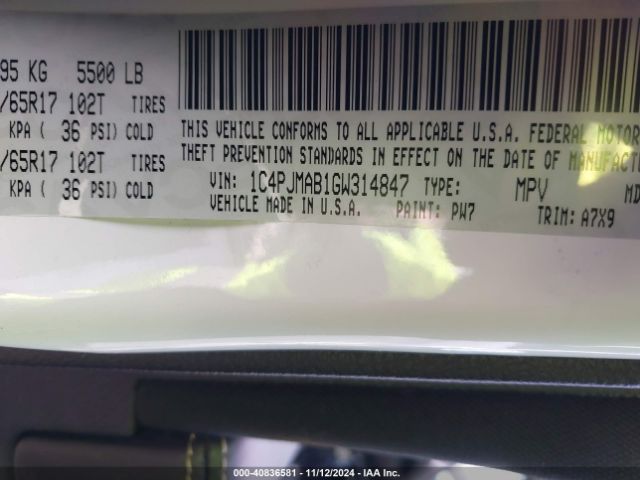 95 KG 5500 LB
/65R17 102T TIRES
KPA ( 36 PSI) COLD
/65R17 102T TIRES
KPA ( 36 PSI) COLD
THIS VEHICLE CONFORMS TO ALL APPLICABLE U.S.A. FEDERAL MOTOR
THEFT PREVENTION STANDARDS IN EFFECT ON THE DATE OF MANUFAC
VIN: 1C4PJMAB1GW314847 TYPE: MPV MD
VEHICLE MADE IN U.S.A. PAINT: PW7 TRIM: A7X9
000-40836581 - 11/12/2024 - IAA Inc.